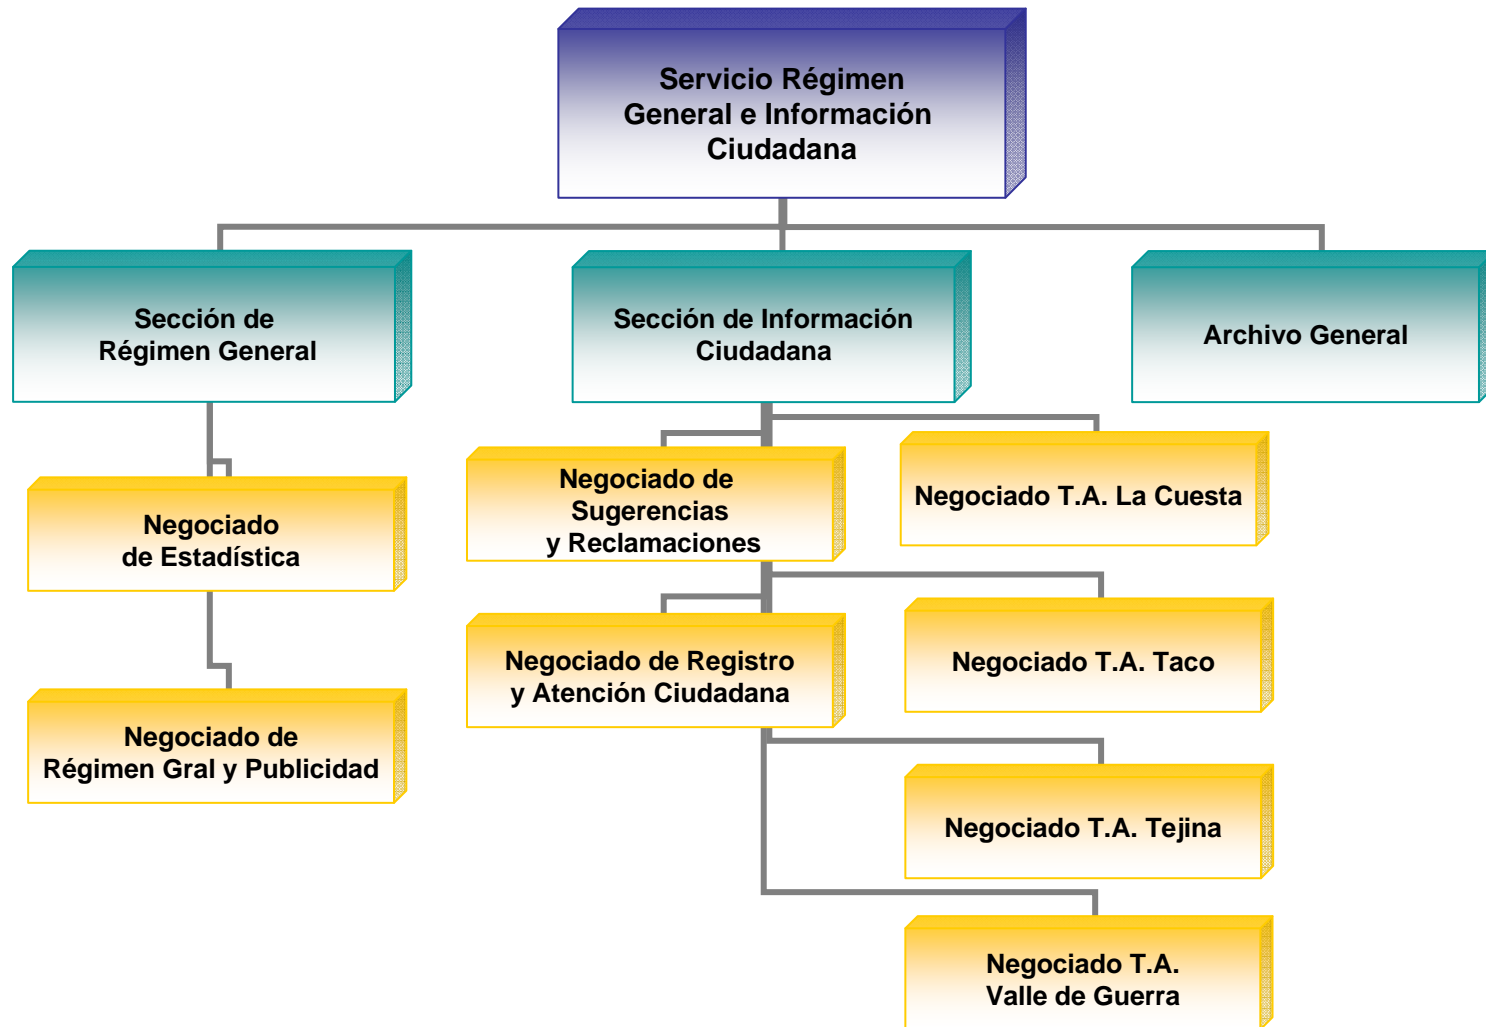 Servicio Régimen
General e Información
Ciudadana
Sección de
Régimen General
Sección de Información
Ciudadana
Archivo General
Negociado
de Estadística
Negociado de
Régimen Gral y Publicidad
Negociado de
Sugerencias
y Reclamaciones
Negociado de Registro
y Atención Ciudadana
Negociado T.A. La Cuesta
Negociado T.A. Taco
Negociado T.A. Tejina
Negociado T.A.
Valle de Guerra